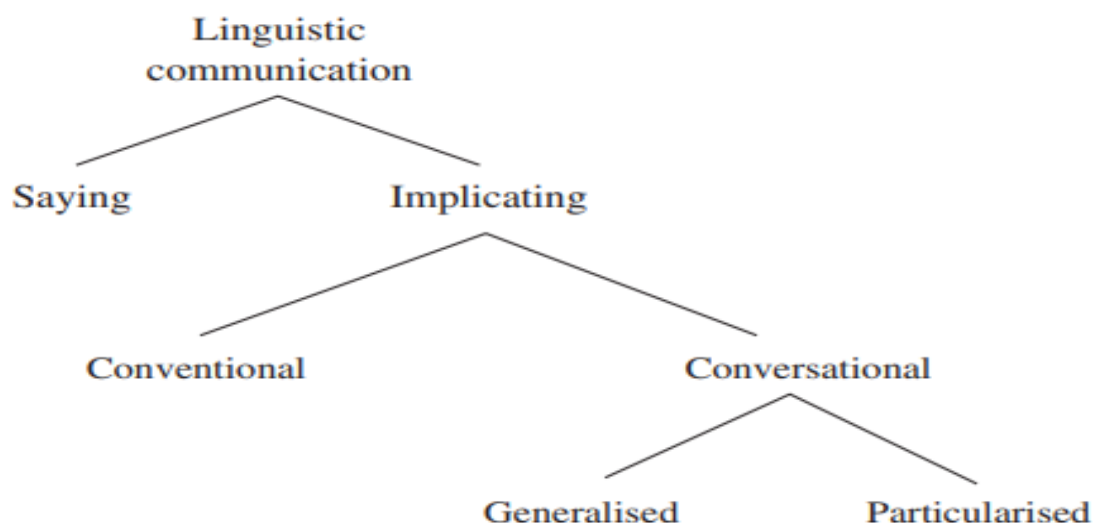 Linguistic
communication
Saying
Implicating
Conventional
Conversational
Generalised
Particularised